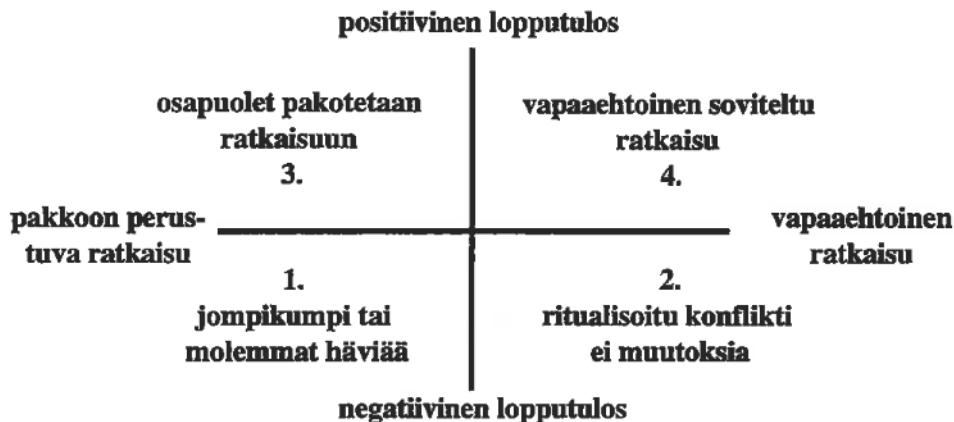 positiivinen lopputulos
osapuolet pakotetaan
ratkaisuun
3.
vapaaehtoinen soviteltu
ratkaisu
4.
pakkoon perus-
tuva ratkaisu
vapaaehtoinen
ratkaisu
1.
jompikumpi tai
molemmat häviää
2.
ritualisoitu konflikti
ei muutoksia
negatiivinen lopputulos